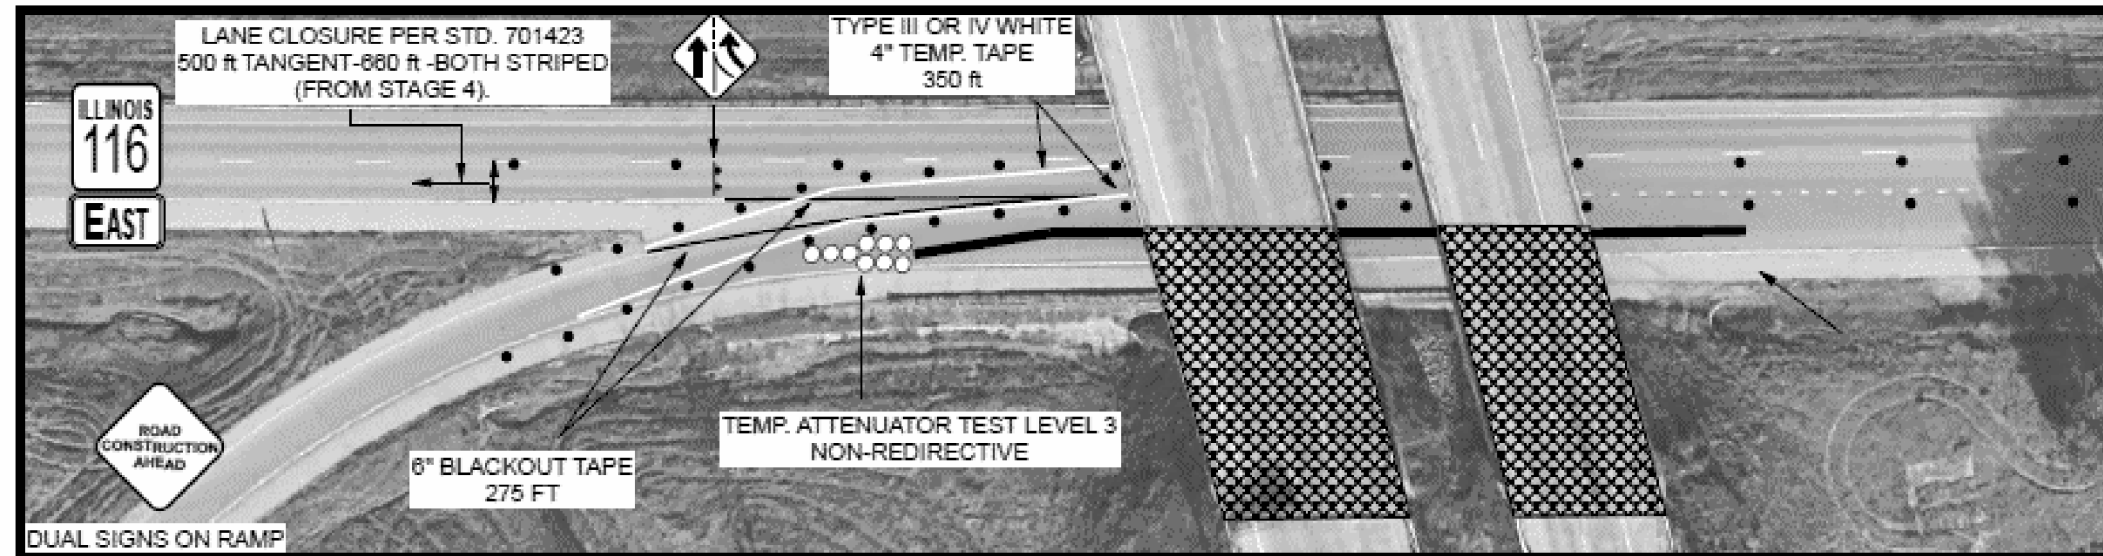 LANE CLOSURE PER STD. 701423
500 ft TANGENT-660 ft -BOTH STRIPED
(FROM STAGE 4).
TYPE III OR IV WHITE
4" TEMP. TAPE
350 ft
ILLINOIS
116
EAST
TEMP. ATTENUATOR TEST LEVEL 3
NON-REDIRECTIVE
6" BLACKOUT TAPE
275 FT
ROAD
CONSTRUCTION
AHEAD
DUAL SIGNS ON RAMP